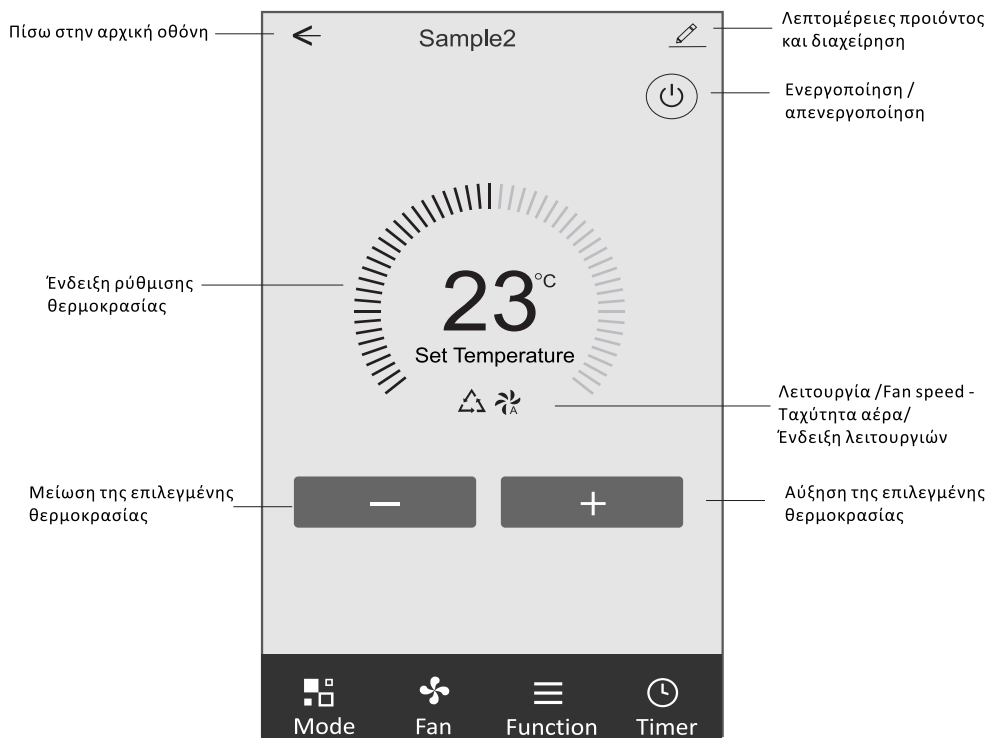 Πίσω στην αρχική οθόνη
Sample2
Λεπτομέρειες προιόντος
και διαχείρηση
Ενεργοποίηση /
απενεργοποίηση
Ένδειξη ρύθμισης
θερμοκρασίας
23°C
Set Temperature
A
Λειτουργία /Fan speed -
Ταχύτητα αέρα/
Ένδειξη λειτουργιών
Μείωση της επιλεγμένης
θερμοκρασίας
−
+
Αύξηση της επιλεγμένης
θερμοκρασίας
Mode Fan Function Timer